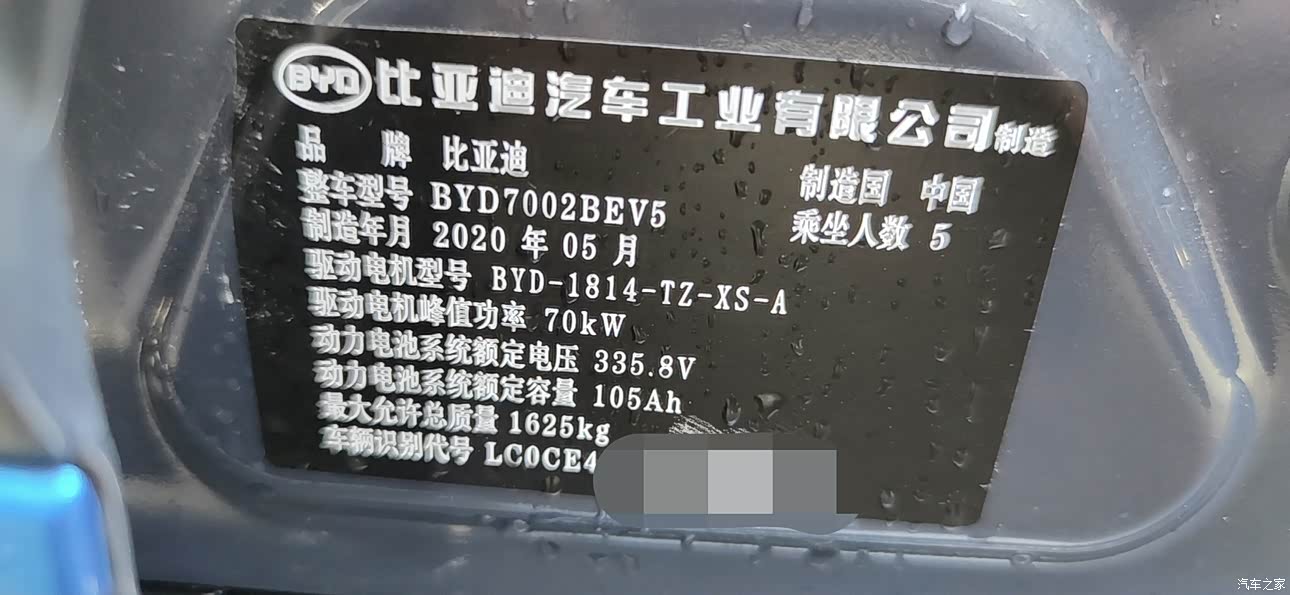 BYD 比亚迪汽车工业有限公司制造
品 牌 比亚迪 制造国 中国
整车型号 BYD7002BEV5 乘坐人数 5
制造年月 2020 年 05 月
驱动电机型号 BYD-1814-TZ-XS-A
驱动电机峰值功率 70kW
动力电池系统额定电压 335.8V
动力电池系统额定容量 105Ah
最大允许总质量 1625kg
车辆识别代号 LC0CE4
汽车之家